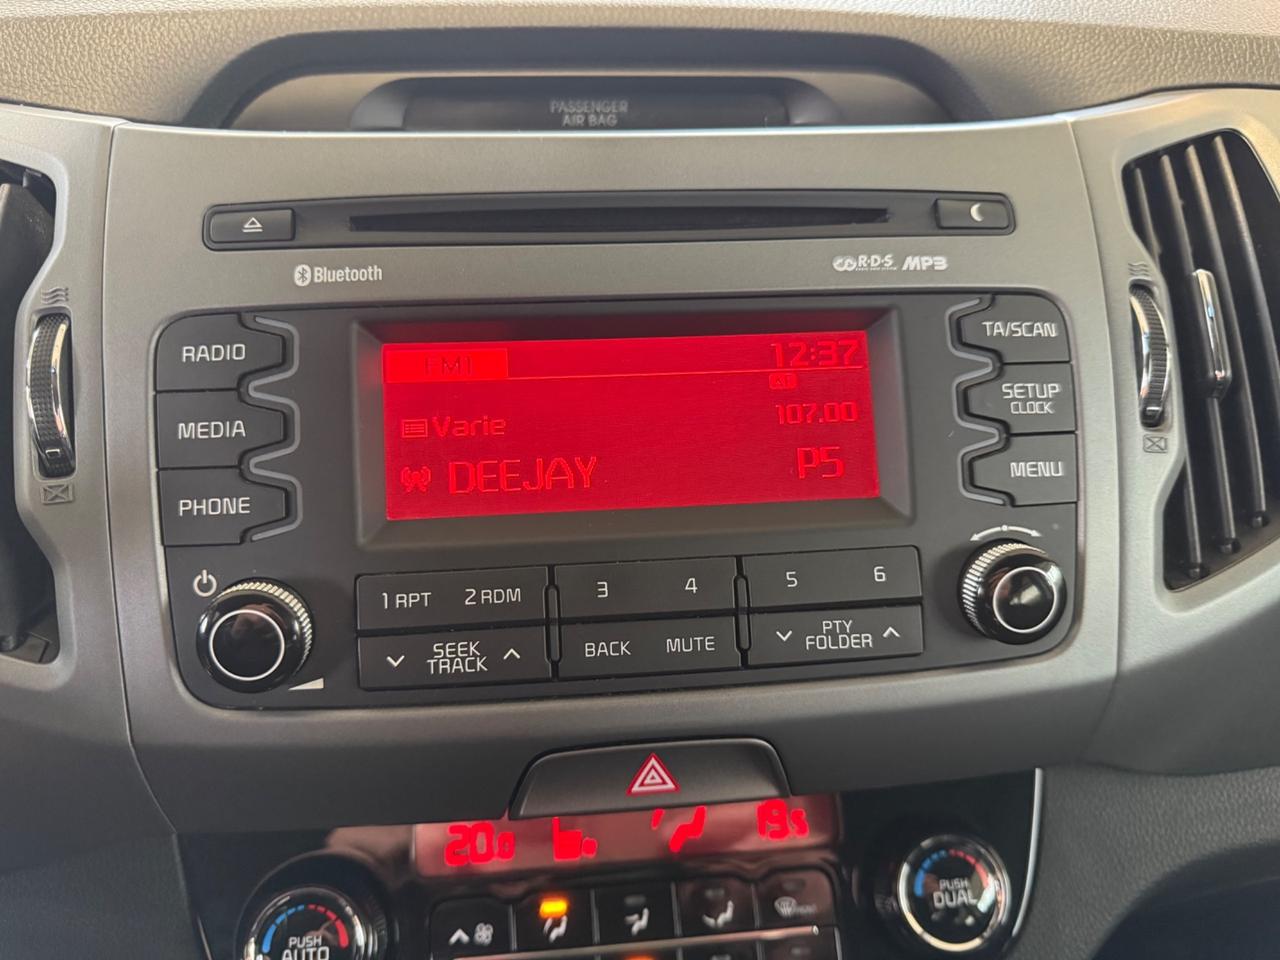 PASSENGER
AIR BAG
Bluetooth
R·D·S MP3
RADIO
MEDIA
PHONE
TA/SCAN
SETUP
CLOCK
MENU
FM1 12:37
AF
Varie 107.00
DEEJAY P5
1 RPT 2 RDM 3 4 5 6
SEEK
TRACK
BACK MUTE
PTY
FOLDER
20.0 19.5
PUSH
AUTO
PUSH
DUAL